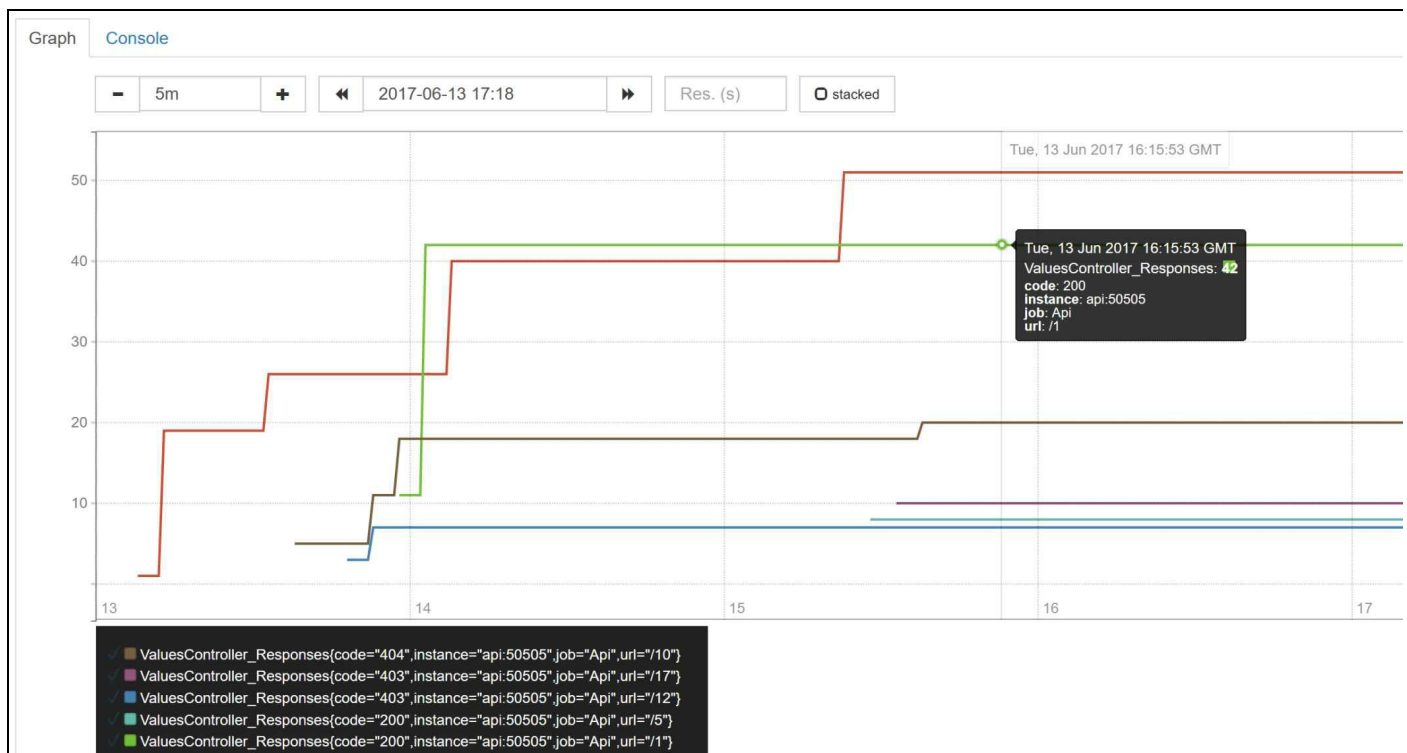 Graph Console
5m 2017-06-13 17:18 Res. (s) stacked
Tue, 13 Jun 2017 16:15:53 GMT
50
40
30
20
10
Tue, 13 Jun 2017 16:15:53 GMT
ValuesController_Responses: 42
code: 200
instance: api:50505
job: Api
url: /1
13 14 15 16 17
ValuesController_Responses{code="404",instance="api:50505",job="Api",url="/10"}
ValuesController_Responses{code="403",instance="api:50505",job="Api",url="/17"}
ValuesController_Responses{code="403",instance="api:50505",job="Api",url="/12"}
ValuesController_Responses{code="200",instance="api:50505",job="Api",url="/5"}
ValuesController_Responses{code="200",instance="api:50505",job="Api",url="/1"}